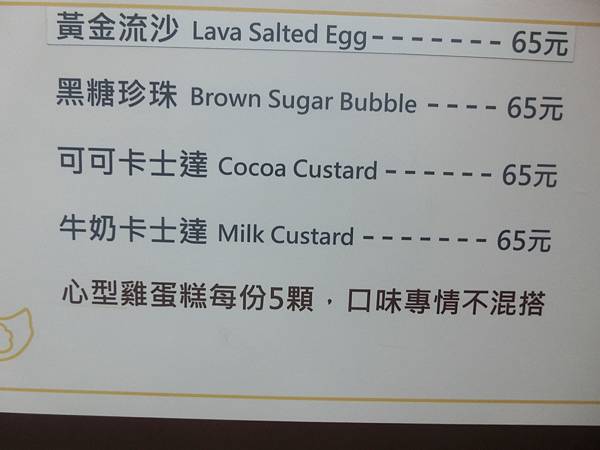 黃金流沙 Lava Salted Egg------- 65元
黑糖珍珠 Brown Sugar Bubble ---- 65元
可可卡士達 Cocoa Custard ------ 65元
牛奶卡士達 Milk Custard ------- 65元
心型雞蛋糕每份5顆，口味專情不混搭